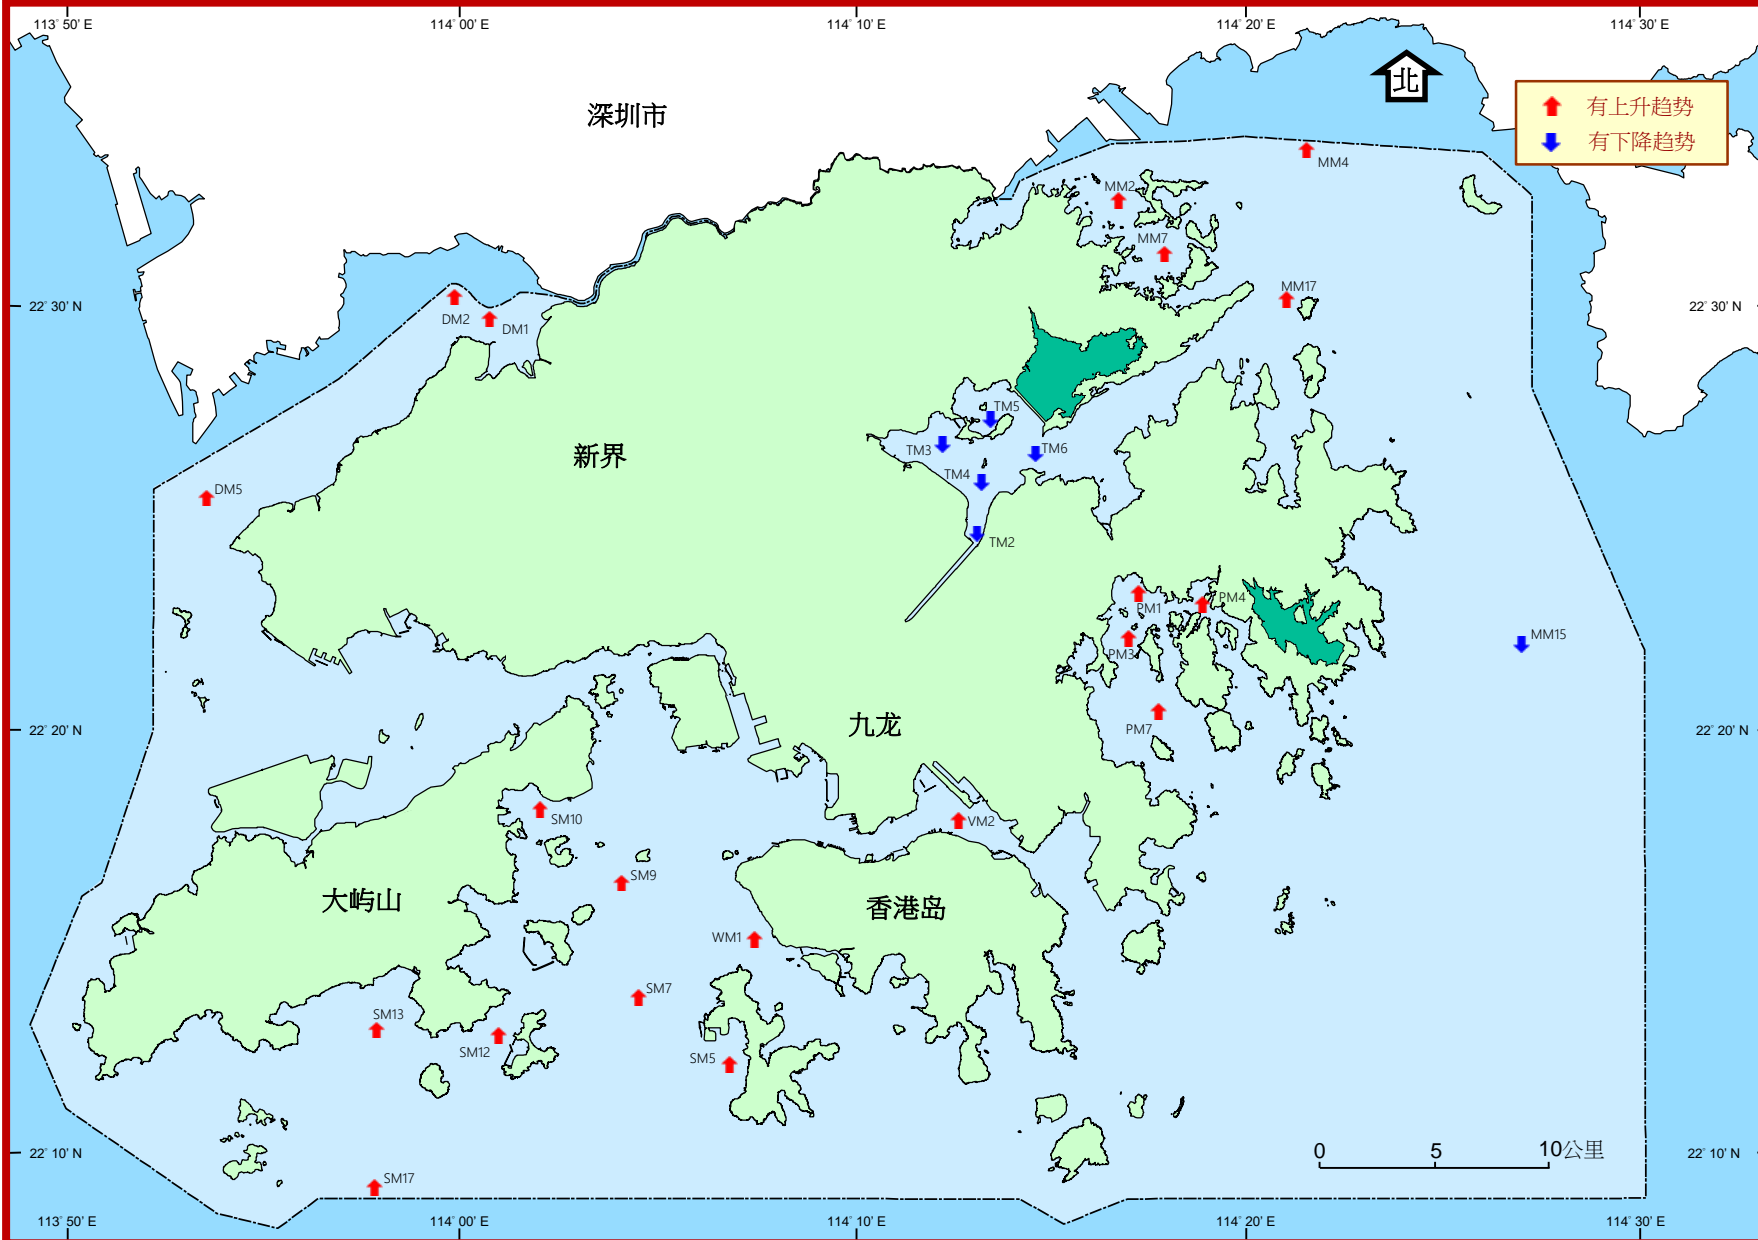 113° 50' E
114° 00' E
114° 10' E
114° 20' E
114° 30' E
北
有上升趋势
有下降趋势
深圳市
MM4
MM2
MM7
MM17
22° 30' N
22° 30' N
DM2
DM1
TM5
TM3
TM6
新界
TM4
DM5
TM2
PM1
PM4
MM15
PM3
22° 20' N
九龙
PM7
22° 20' N
SM10
VM2
SM9
大屿山
香港岛
WM1
SM7
SM13
SM12
SM5
22° 10' N
0
5
10公里
22° 10' N
SM17
113° 50' E
114° 00' E
114° 10' E
114° 20' E
114° 30' E